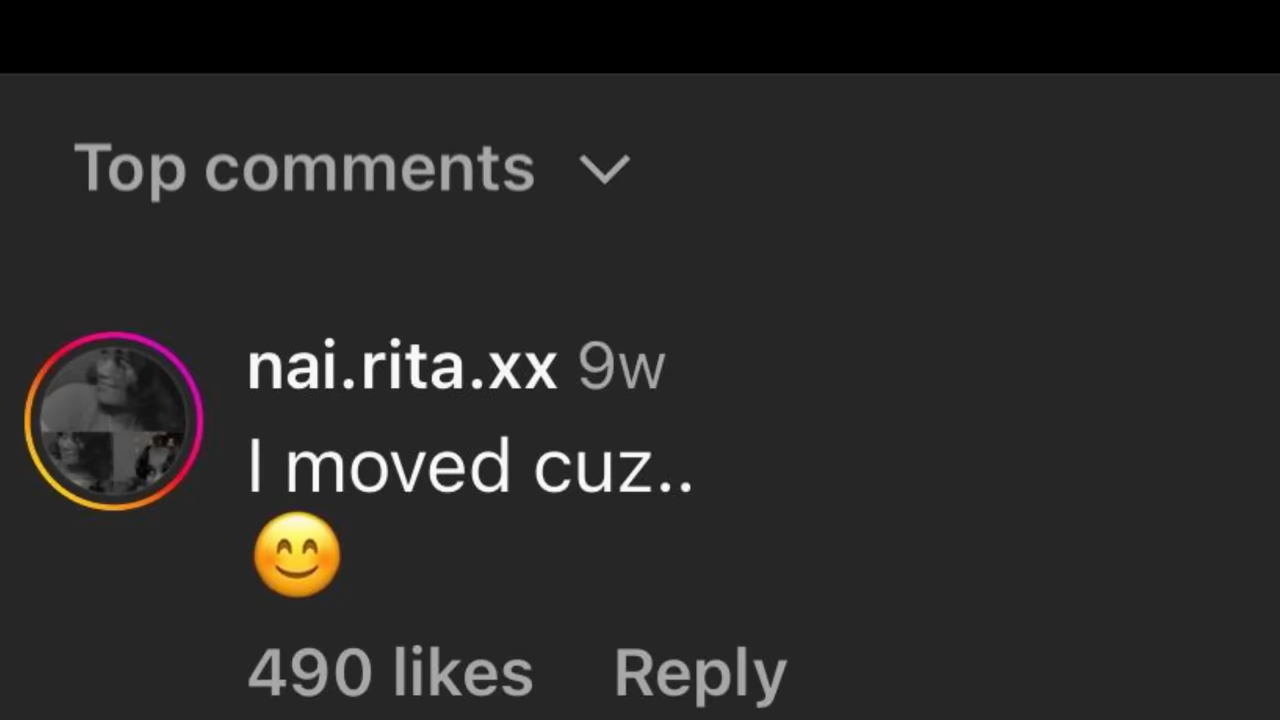 Top comments
nai.rita.xx 9w
I moved cuz..
😊
490 likes Reply